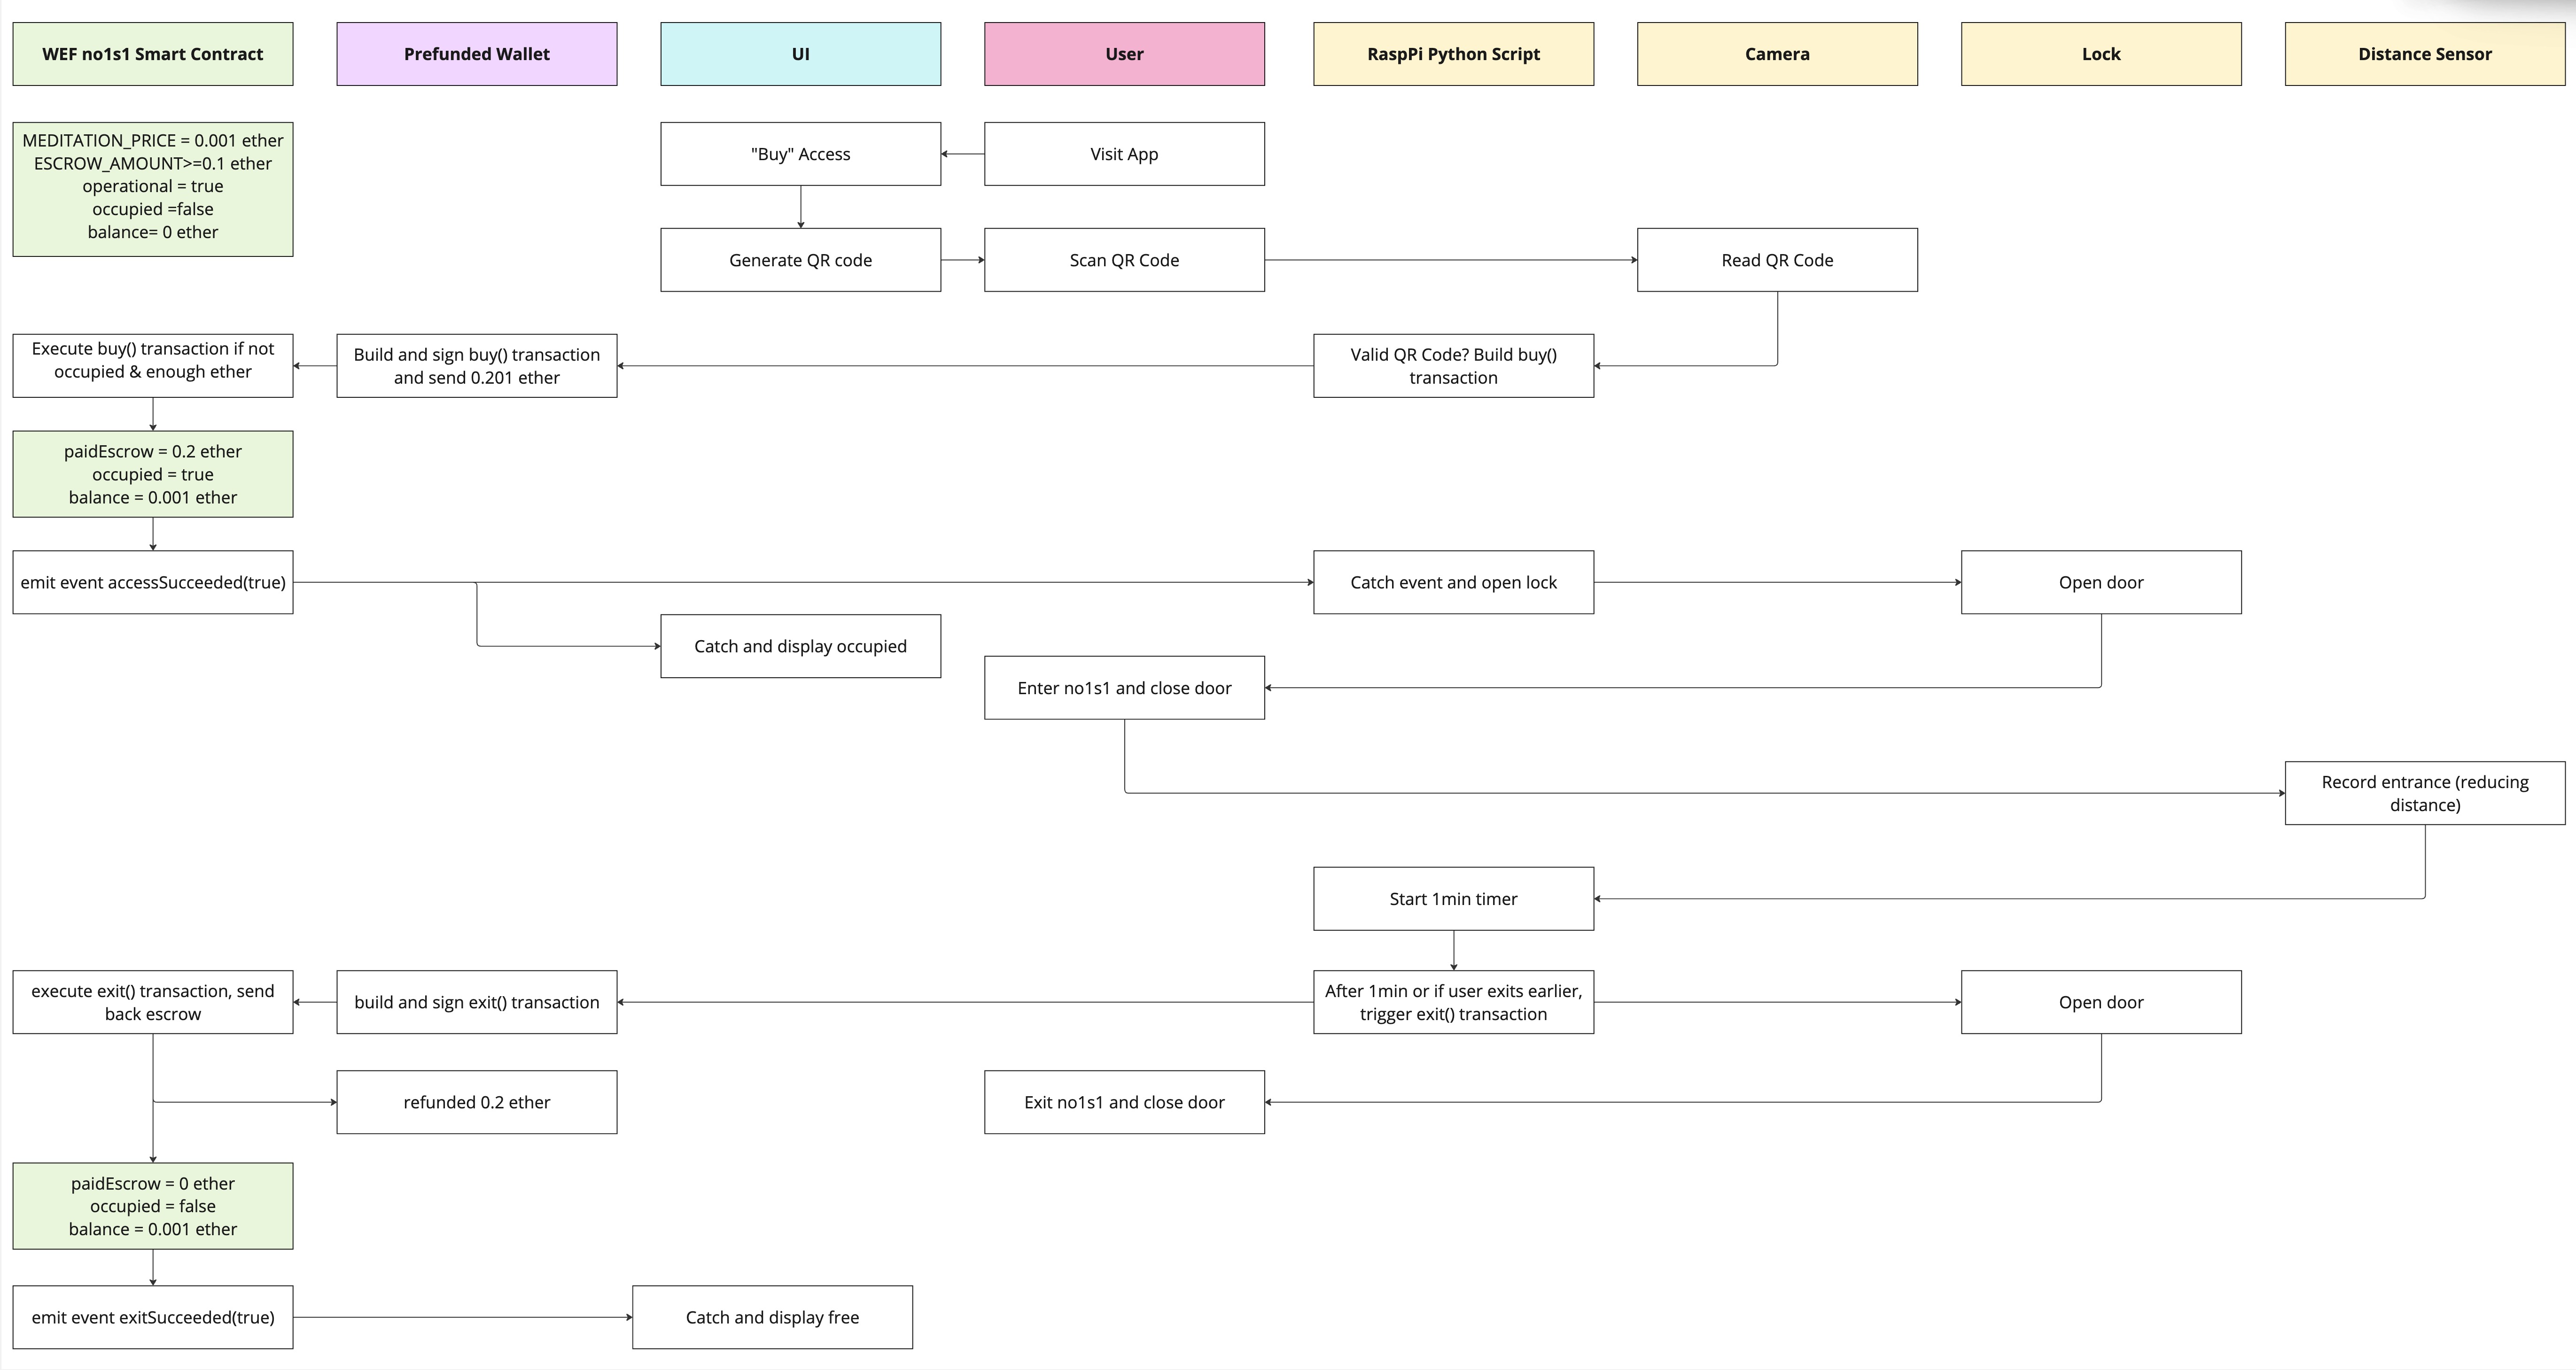 WEF no1s1 Smart Contract
Prefunded Wallet
UI
User
RaspPi Python Script
Camera
Lock
Distance Sensor
MEDITATION_PRICE = 0.001 ether
ESCROW_AMOUNT>=0.1 ether
operational = true
occupied =false
balance= 0 ether
"Buy" Access
Visit App
Generate QR code
Scan QR Code
Read QR Code
Execute buy() transaction if not
occupied & enough ether
Build and sign buy() transaction
and send 0.201 ether
Valid QR Code? Build buy()
transaction
paidEscrow = 0.2 ether
occupied = true
balance = 0.001 ether
emit event accessSucceeded(true)
Catch event and open lock
Open door
Catch and display occupied
Enter no1s1 and close door
Record entrance (reducing
distance)
Start 1min timer
execute exit() transaction, send
back escrow
build and sign exit() transaction
After 1min or if user exits earlier,
trigger exit() transaction
Open door
refunded 0.2 ether
Exit no1s1 and close door
paidEscrow = 0 ether
occupied = false
balance = 0.001 ether
emit event exitSucceeded(true)
Catch and display free